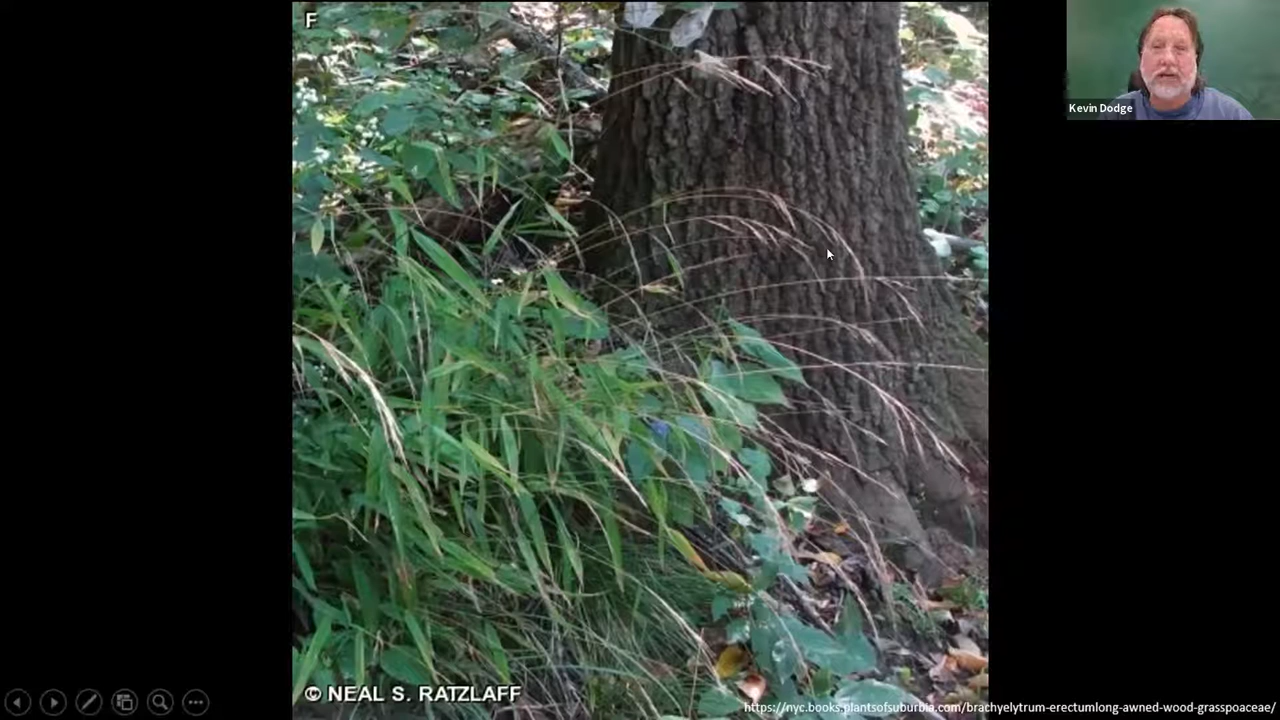 F
Kevin Dodge
© NEAL S. RATZLAFF
https://nyc.books.plantsofsuburbia.com/brachyelytrum-erectumlong-awned-wood-grasspoaceae/